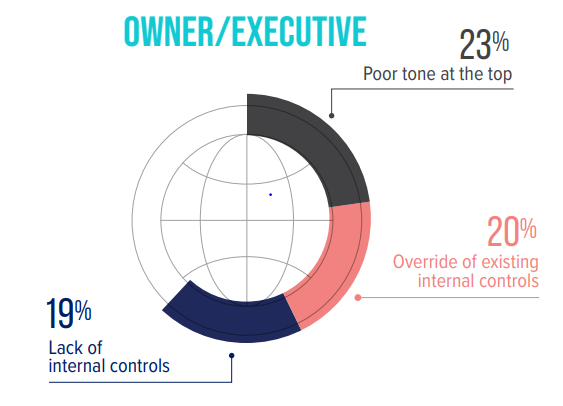 OWNER/EXECUTIVE
23%
Poor tone at the top
20%
Override of existing
internal controls
19%
Lack of
internal controls